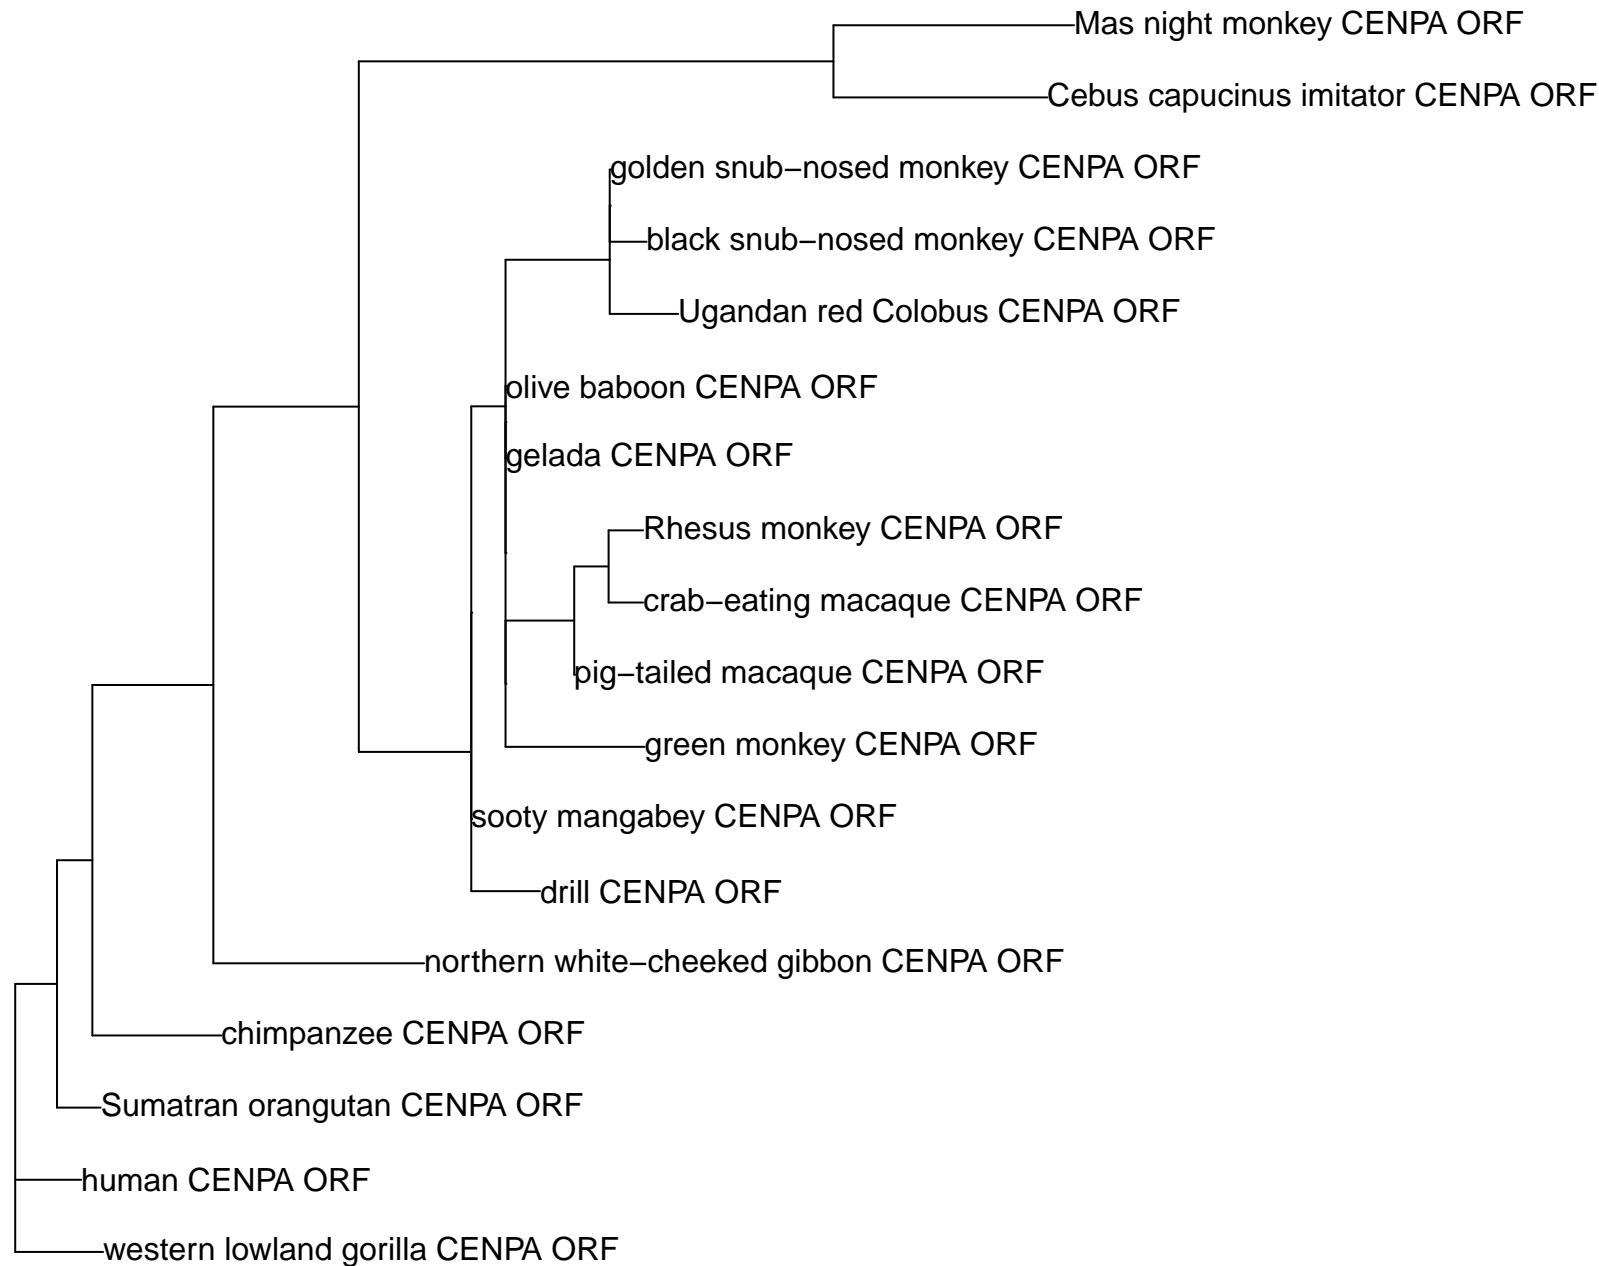 Mas night monkey CENPA ORF
Cebus capucinus imitator CENPA ORF
golden snub−nosed monkey CENPA ORF
black snub−nosed monkey CENPA ORF
Ugandan red Colobus CENPA ORF
olive baboon CENPA ORF
gelada CENPA ORF
Rhesus monkey CENPA ORF
crab−eating macaque CENPA ORF
pig−tailed macaque CENPA ORF
green monkey CENPA ORF
sooty mangabey CENPA ORF
drill CENPA ORF
northern white−cheeked gibbon CENPA ORF
chimpanzee CENPA ORF
Sumatran orangutan CENPA ORF
human CENPA ORF
western lowland gorilla CENPA ORF